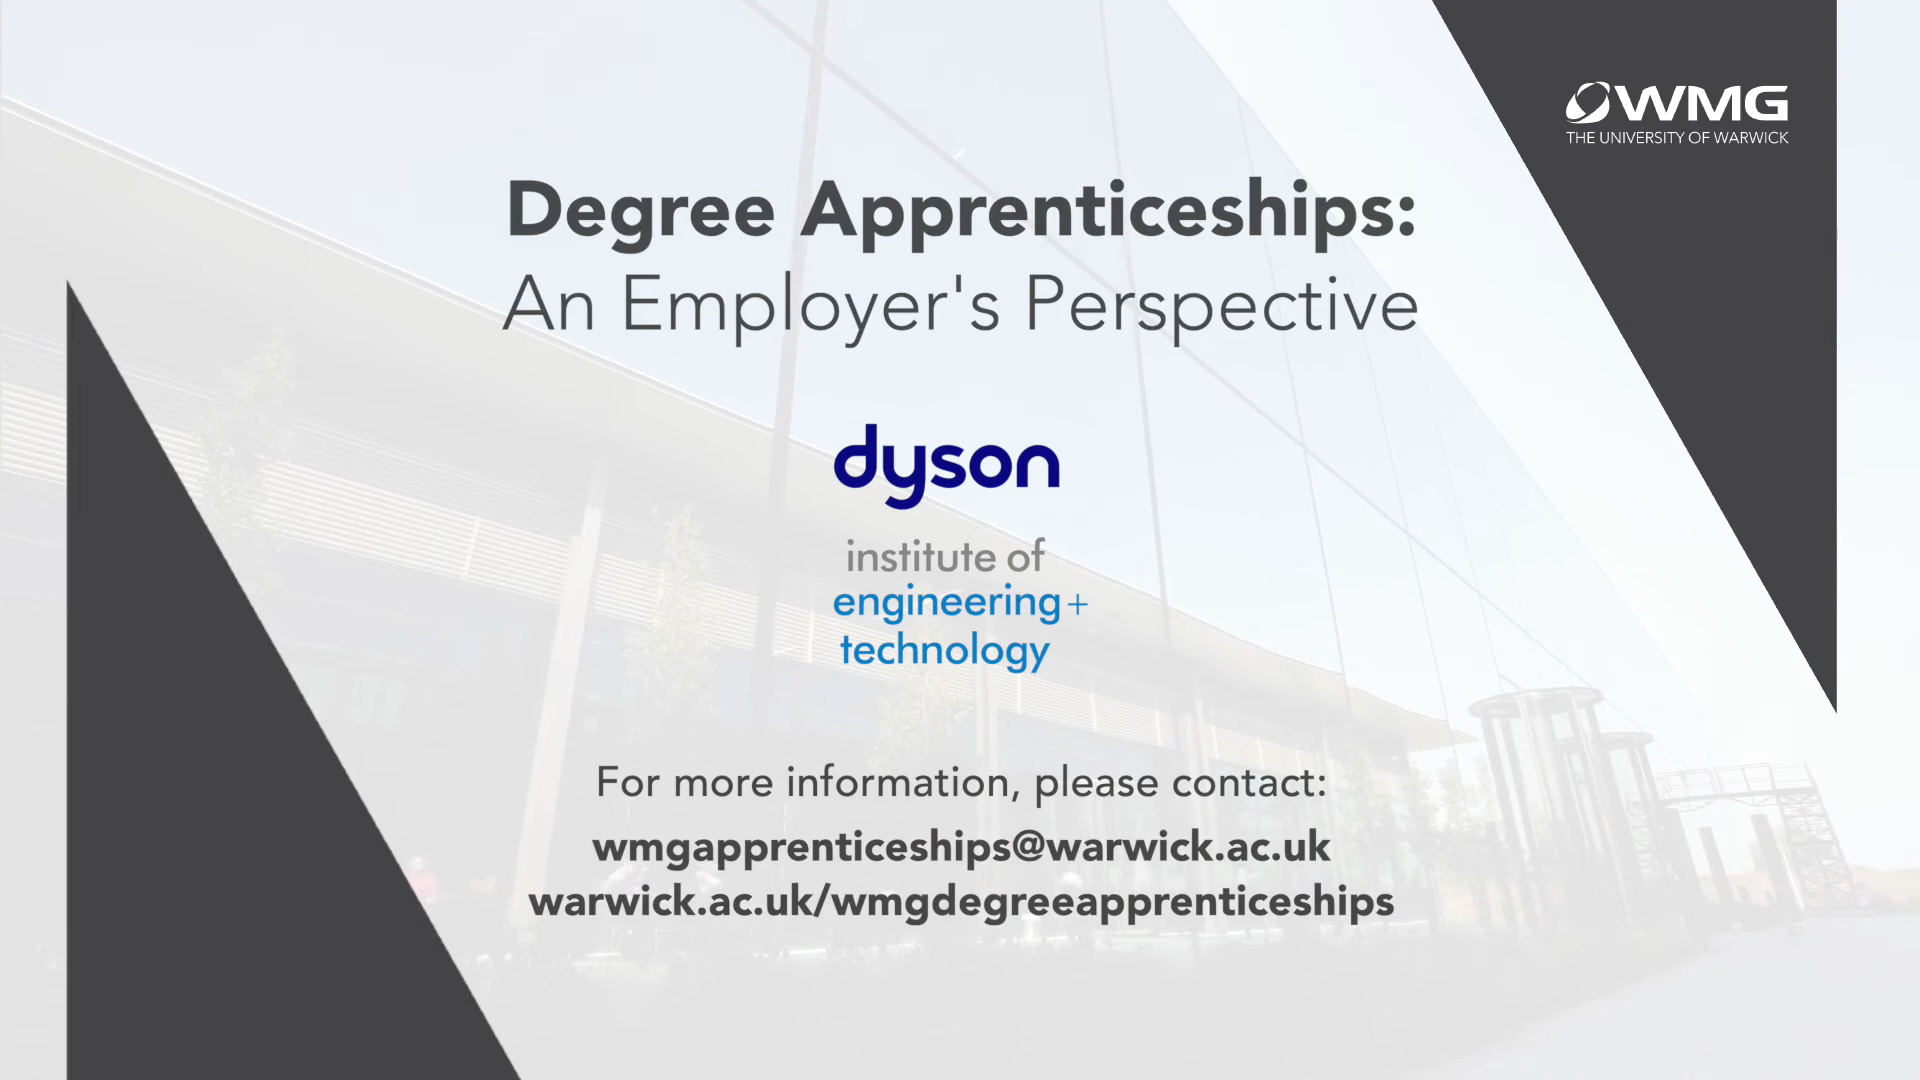 WMG
THE UNIVERSITY OF WARWICK
Degree Apprenticeships:
An Employer's Perspective
dyson
institute of
engineering+
technology
For more information, please contact:
wmgapprenticeships@warwick.ac.uk
warwick.ac.uk/wmgdegreeapprenticeships